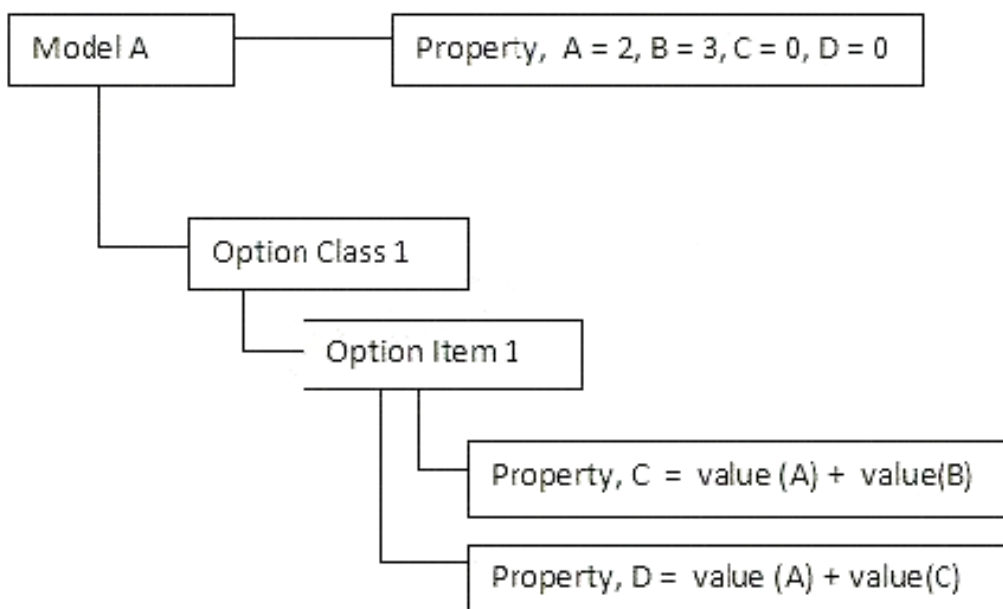 Model A
Property, A = 2, B = 3, C = 0, D = 0
Option Class 1
Option Item 1
Property, C = value (A) + value(B)
Property, D = value (A) + value(C)